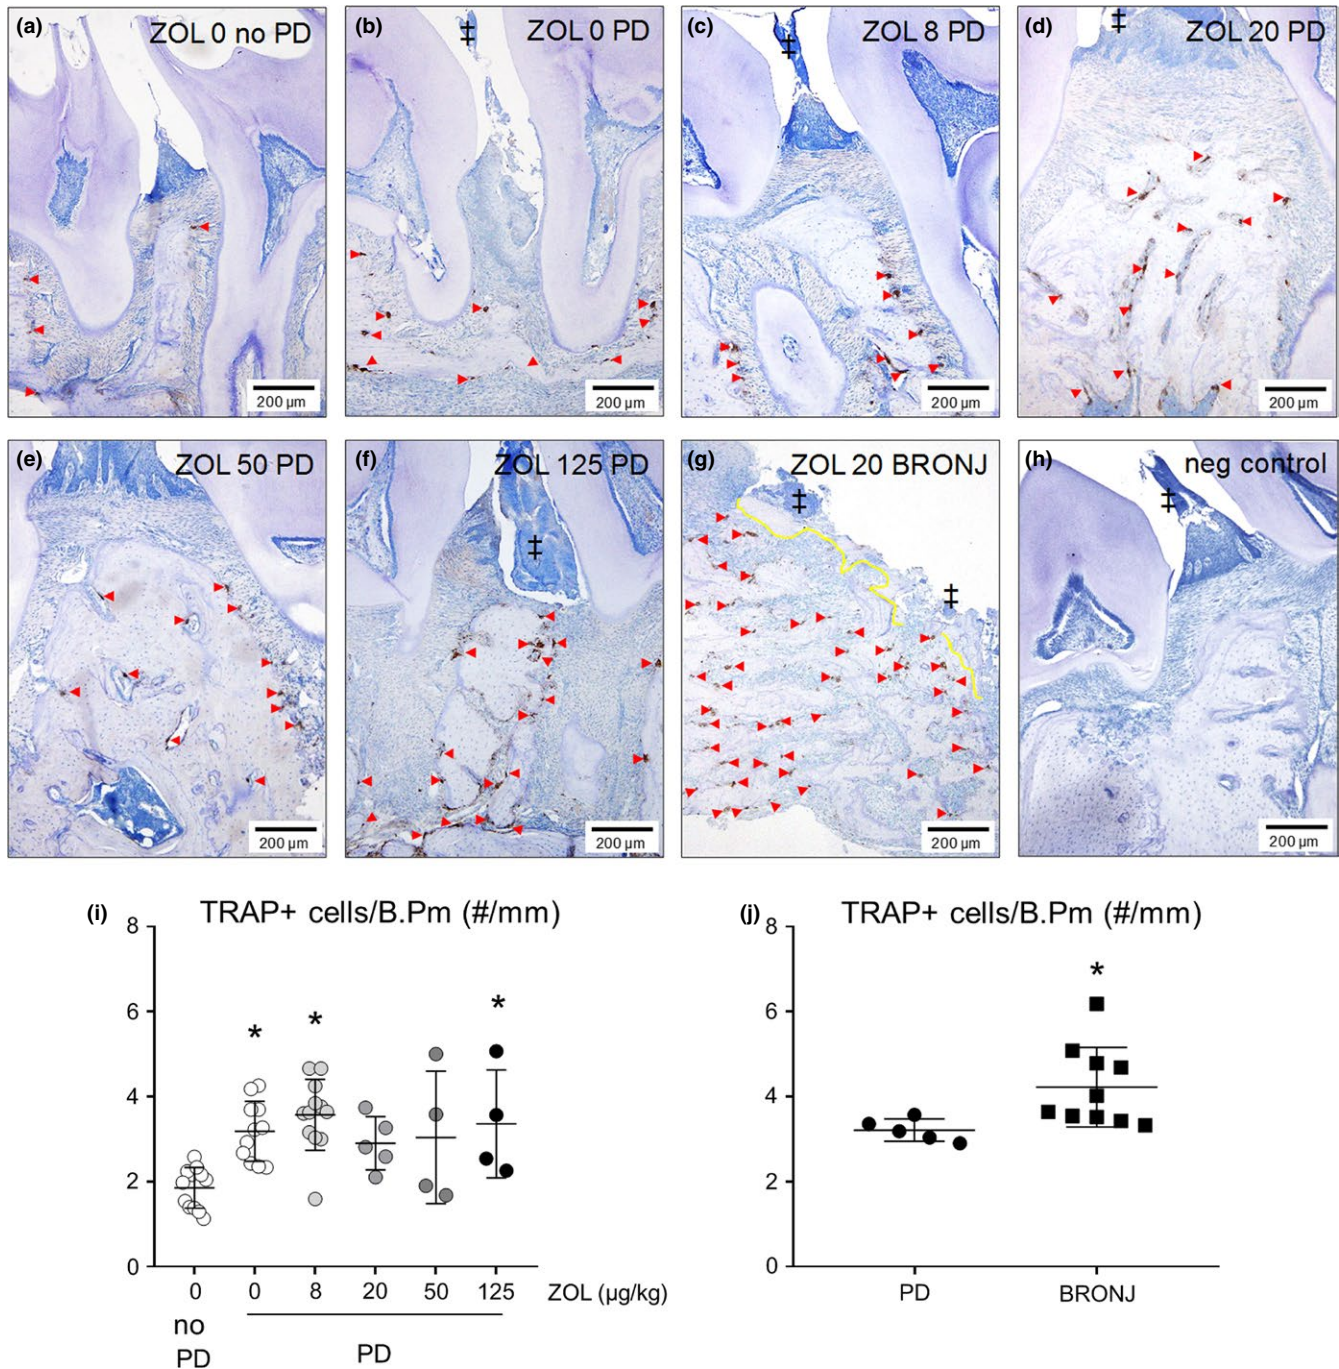 (a) ZOL 0 no PD
200 µm
(b) ‡ ZOL 0 PD
200 µm
(c) ‡ ZOL 8 PD
200 µm
(d) ‡ ZOL 20 PD
200 µm
(e) ZOL 50 PD
200 µm
(f) ZOL 125 PD
‡
200 µm
(g) ZOL 20 BRONJ
‡
‡
200 µm
(h) neg control
‡
200 µm
(i) TRAP+ cells/B.Pm (#/mm)
8
6
4
2
0
* * *
0 0 8 20 50 125 ZOL (µg/kg)
no
PD
PD
(j) TRAP+ cells/B.Pm (#/mm)
8
6
4
2
0
*
PD BRONJ